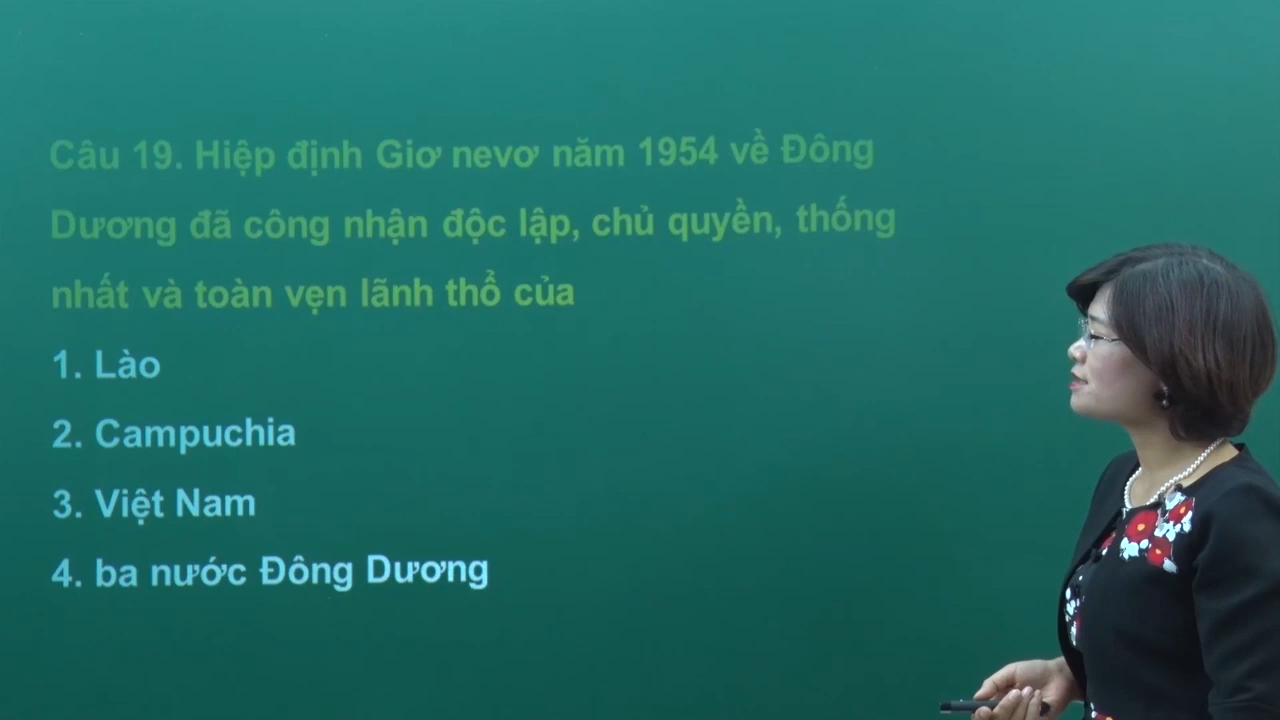 Câu 19. Hiệp định Giơ nevơ năm 1954 về Đông
Dương đã công nhận độc lập, chủ quyền, thống
nhất và toàn vẹn lãnh thổ của
1. Lào
2. Campuchia
3. Việt Nam
4. ba nước Đông Dương